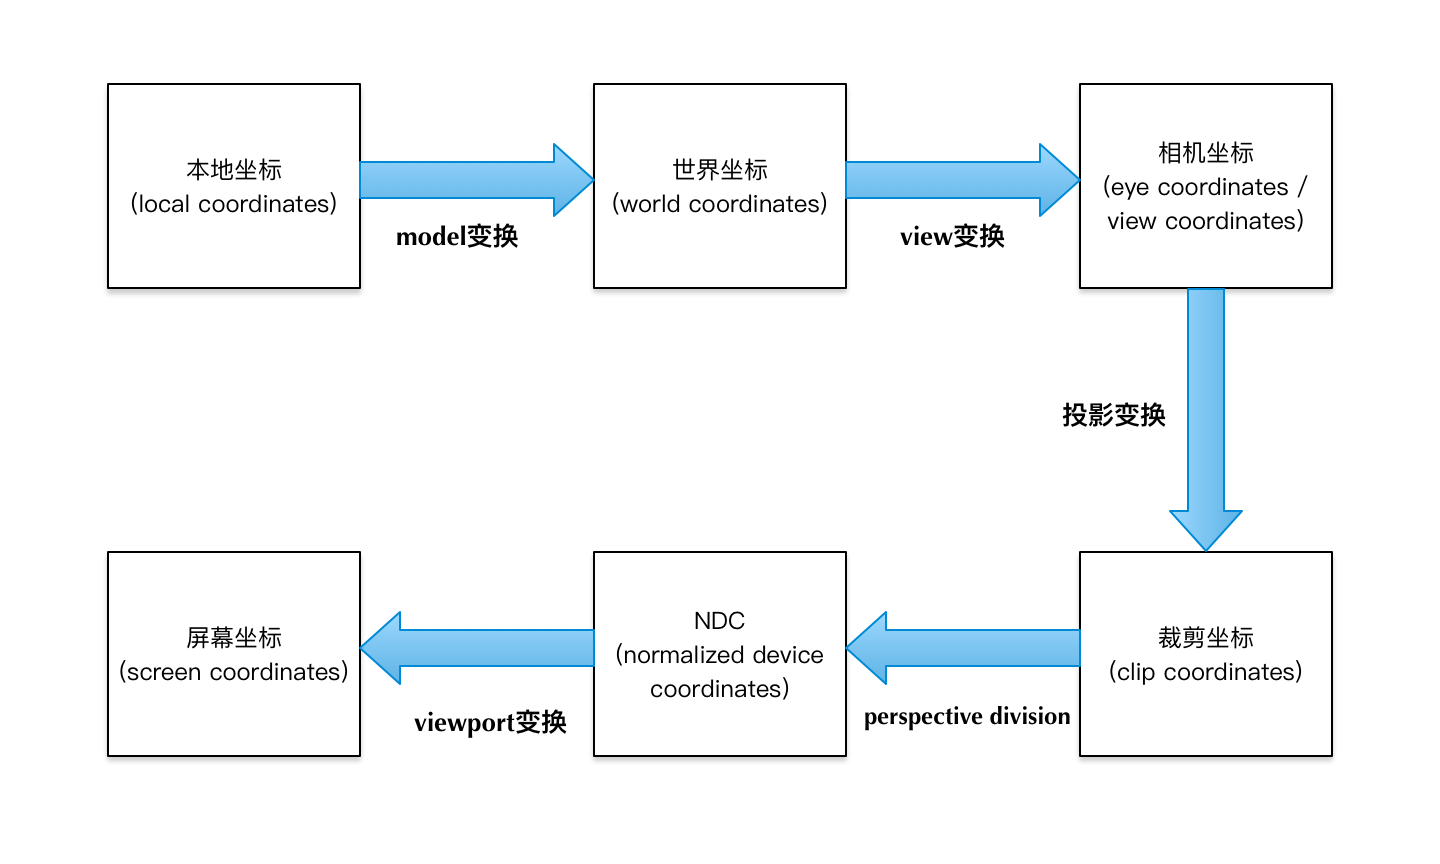 本地坐标
(local coordinates)
model变换
世界坐标
(world coordinates)
view变换
相机坐标
(eye coordinates /
view coordinates)
投影变换
裁剪坐标
(clip coordinates)
perspective division
NDC
(normalized device
coordinates)
viewport变换
屏幕坐标
(screen coordinates)